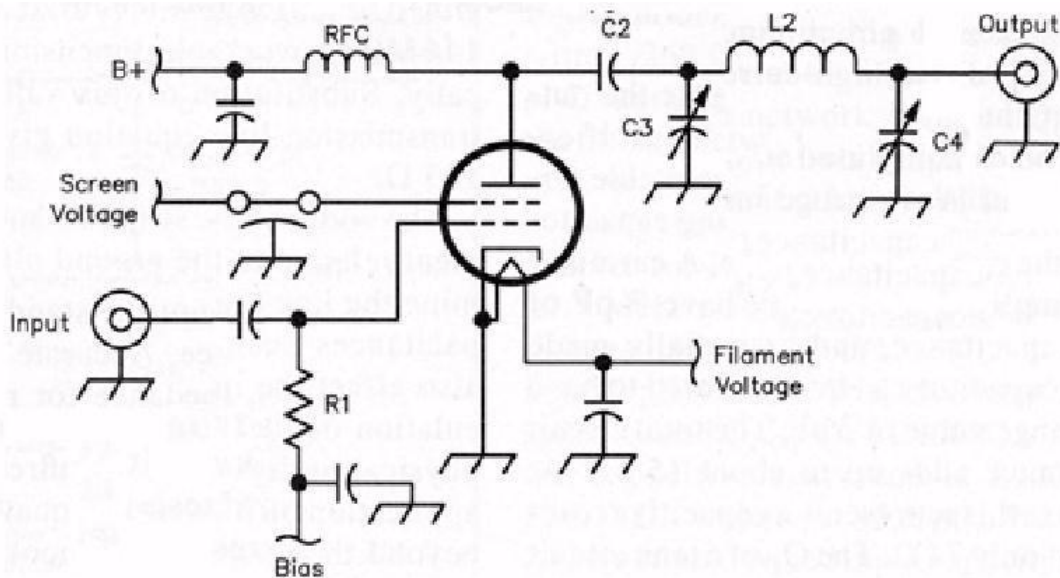 RFC
C2
L2
Output
B+
C3
C4
Screen
Voltage
Input
Filament
Voltage
R1
Bias